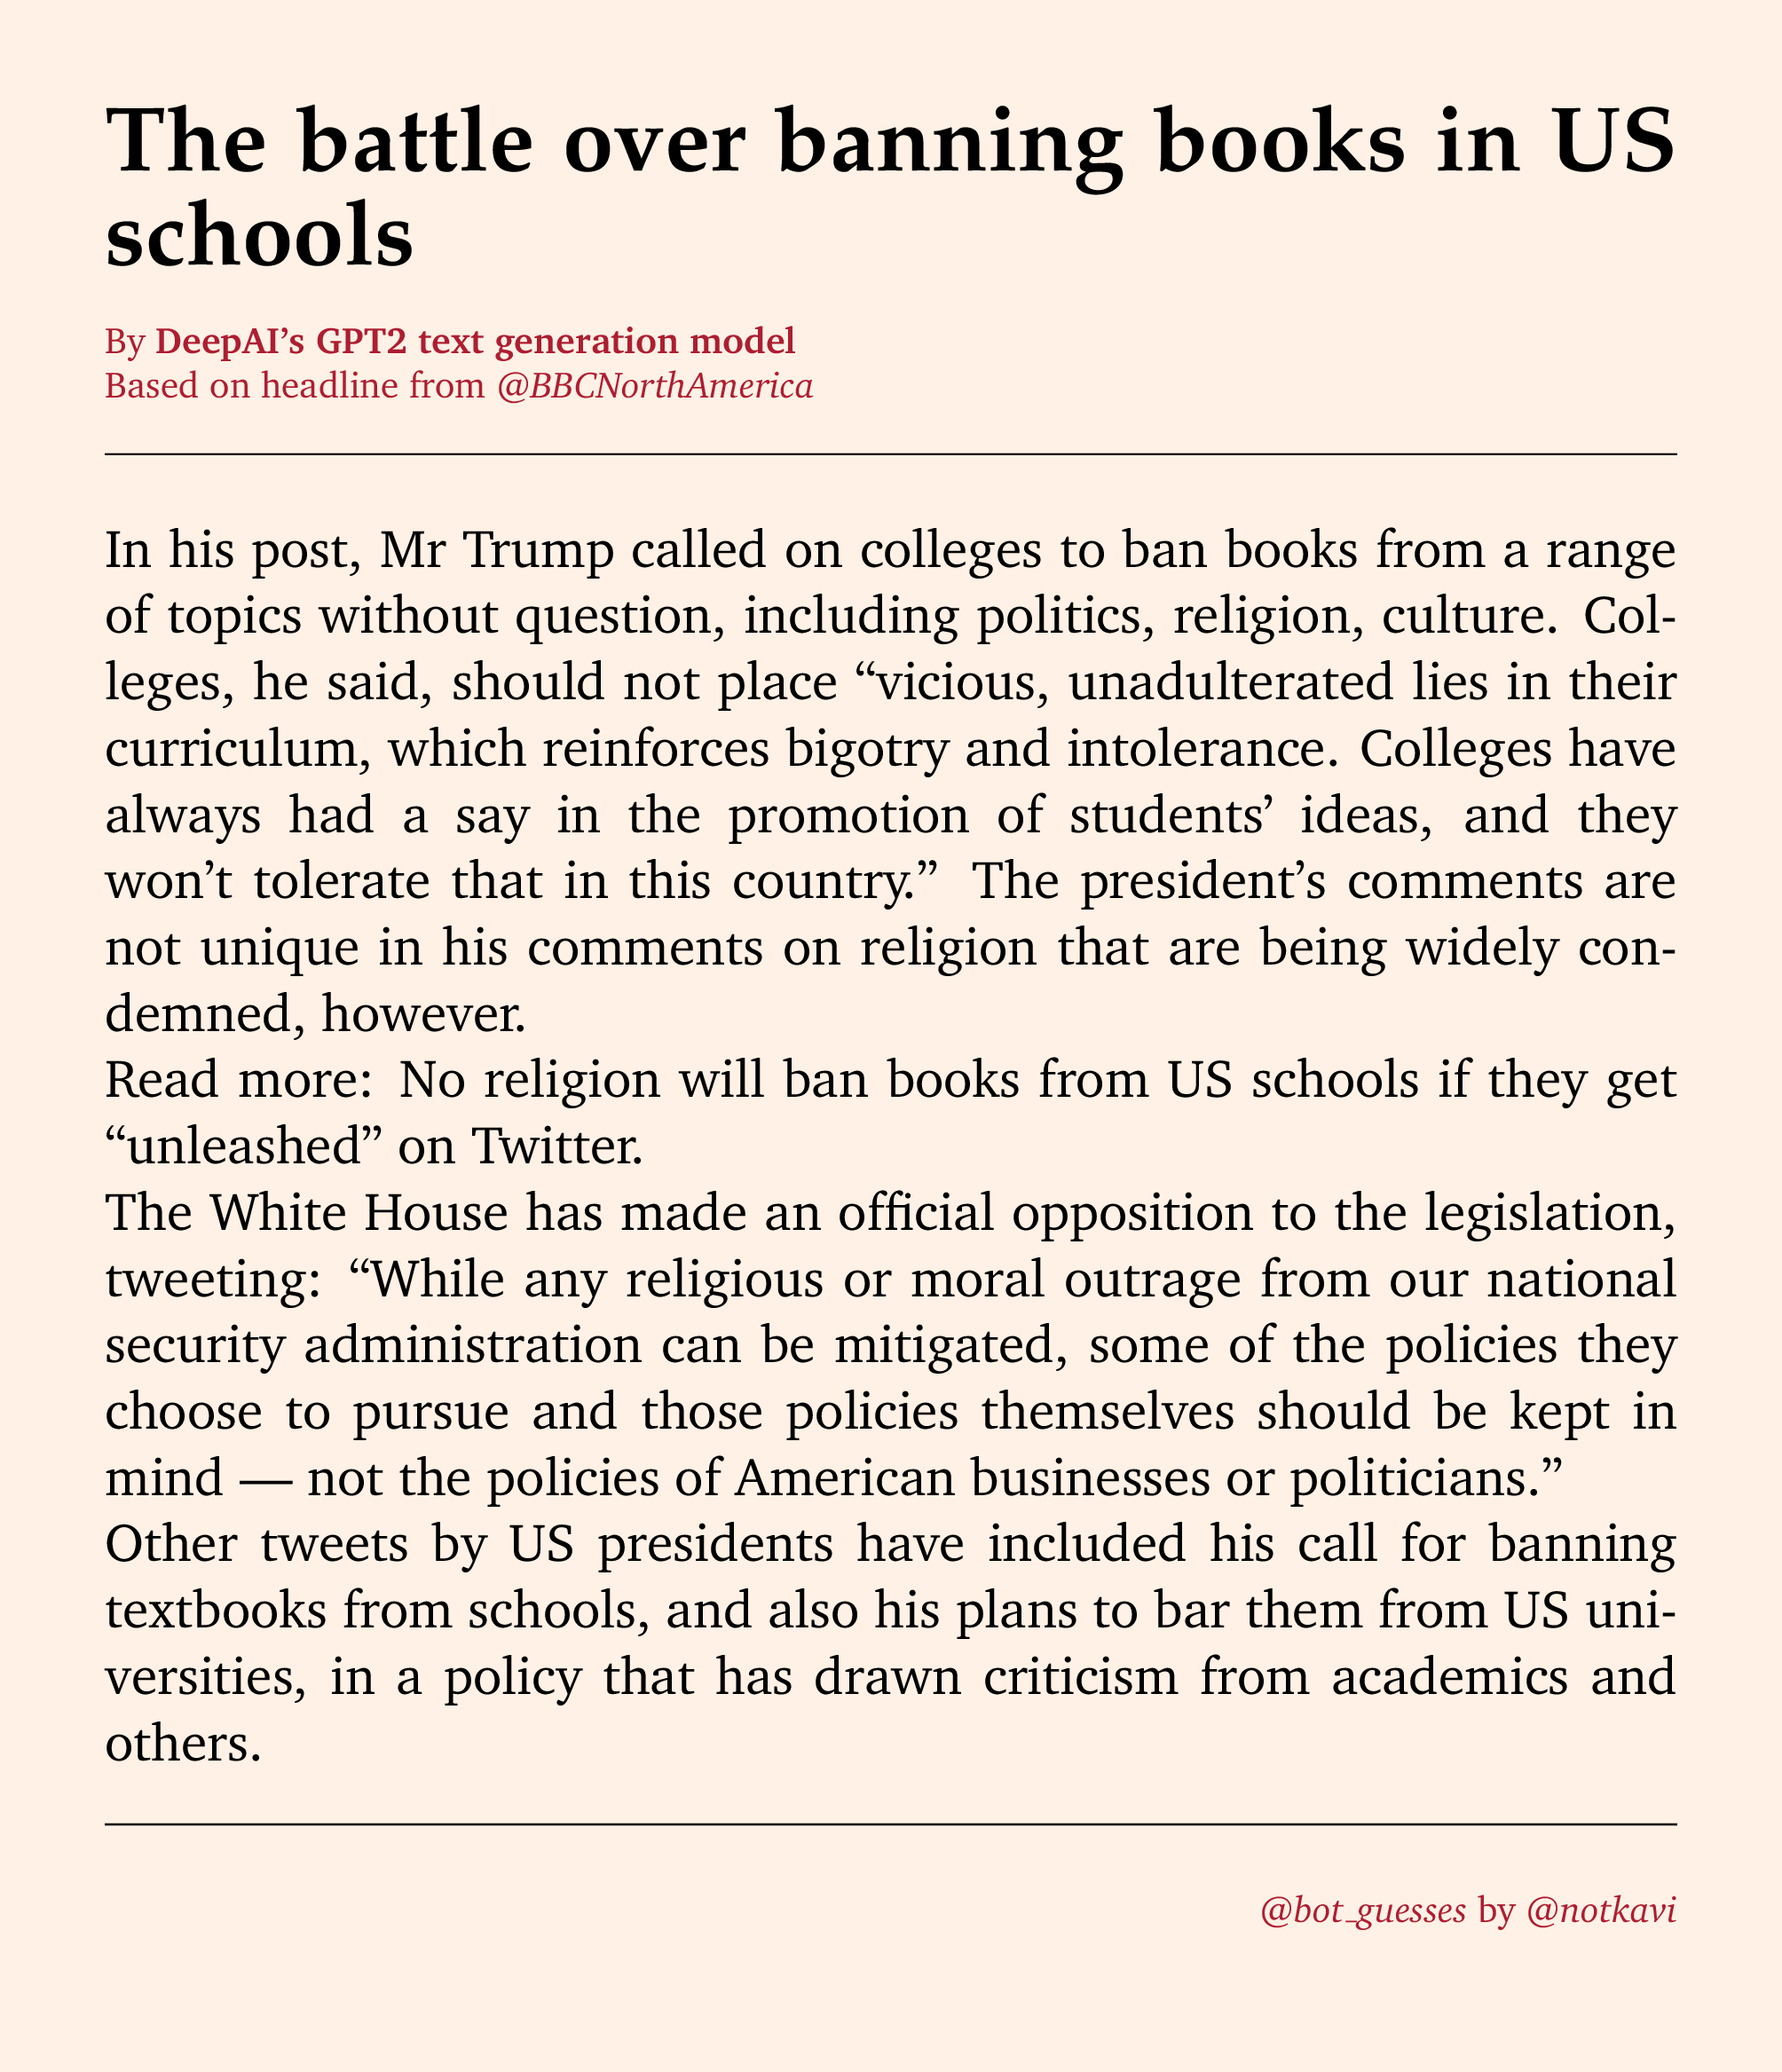 The battle over banning books in US
schools
By DeepAI’s GPT2 text generation model
Based on headline from @BBCNorthAmerica
In his post, Mr Trump called on colleges to ban books from a range
of topics without question, including politics, religion, culture. Col-
leges, he said, should not place “vicious, unadulterated lies in their
curriculum, which reinforces bigotry and intolerance. Colleges have
always had a say in the promotion of students’ ideas, and they
won’t tolerate that in this country.” The president’s comments are
not unique in his comments on religion that are being widely con-
demned, however.
Read more: No religion will ban books from US schools if they get
“unleashed” on Twitter.
The White House has made an official opposition to the legislation,
tweeting: “While any religious or moral outrage from our national
security administration can be mitigated, some of the policies they
choose to pursue and those policies themselves should be kept in
mind — not the policies of American businesses or politicians.”
Other tweets by US presidents have included his call for banning
textbooks from schools, and also his plans to bar them from US uni-
versities, in a policy that has drawn criticism from academics and
others.
@bot_guesses by @notkavi